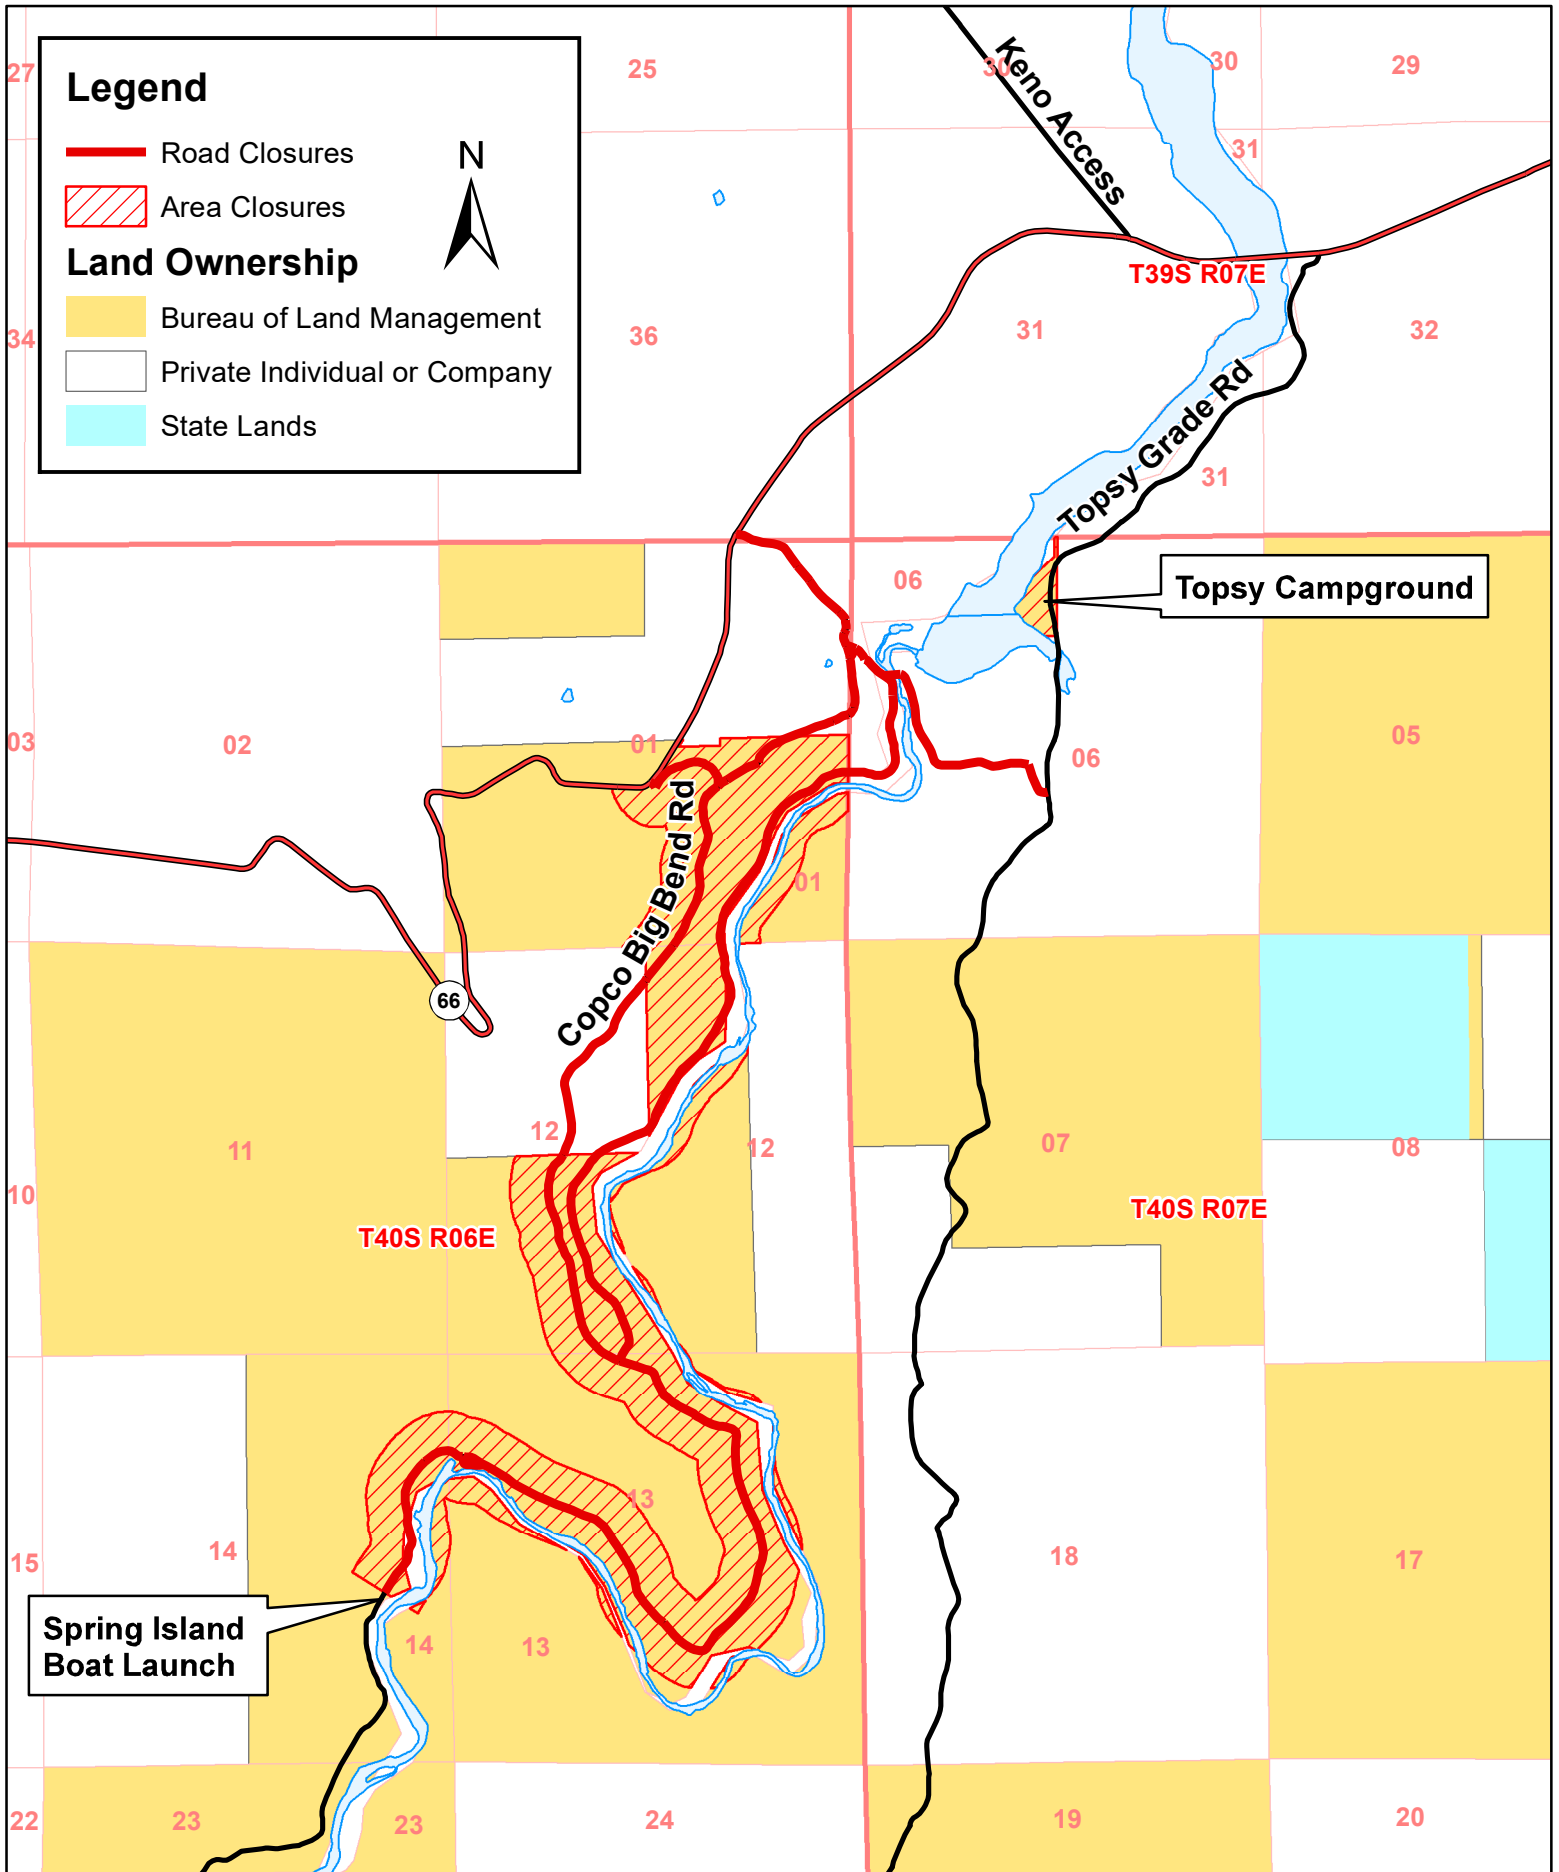 Legend
Road Closures
Area Closures
N
Land Ownership
Bureau of Land Management
Private Individual or Company
State Lands
27
25
30
30
29
Keno Access
31
T39S R07E
34
36
31
32
Topsy Grade Rd
31
06
Topsy Campground
03
02
01
06
05
Copco Big Bend Rd
01
66
11
12
12
07
08
10
T40S R06E
T40S R07E
13
15
14
18
17
Spring Island
Boat Launch
14
13
22
23
23
24
19
20